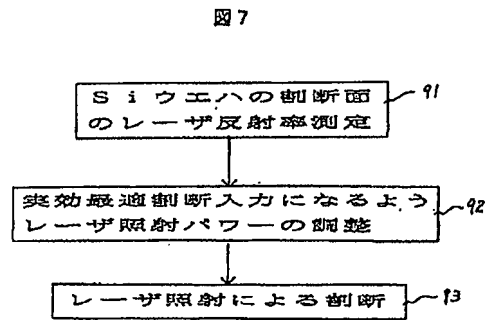 図7
Siウエハの割断面
のレーザ反射率測定
91
実効最適割断入力になるよう
レーザ照射パワーの調整
92
レーザ照射による割断
93